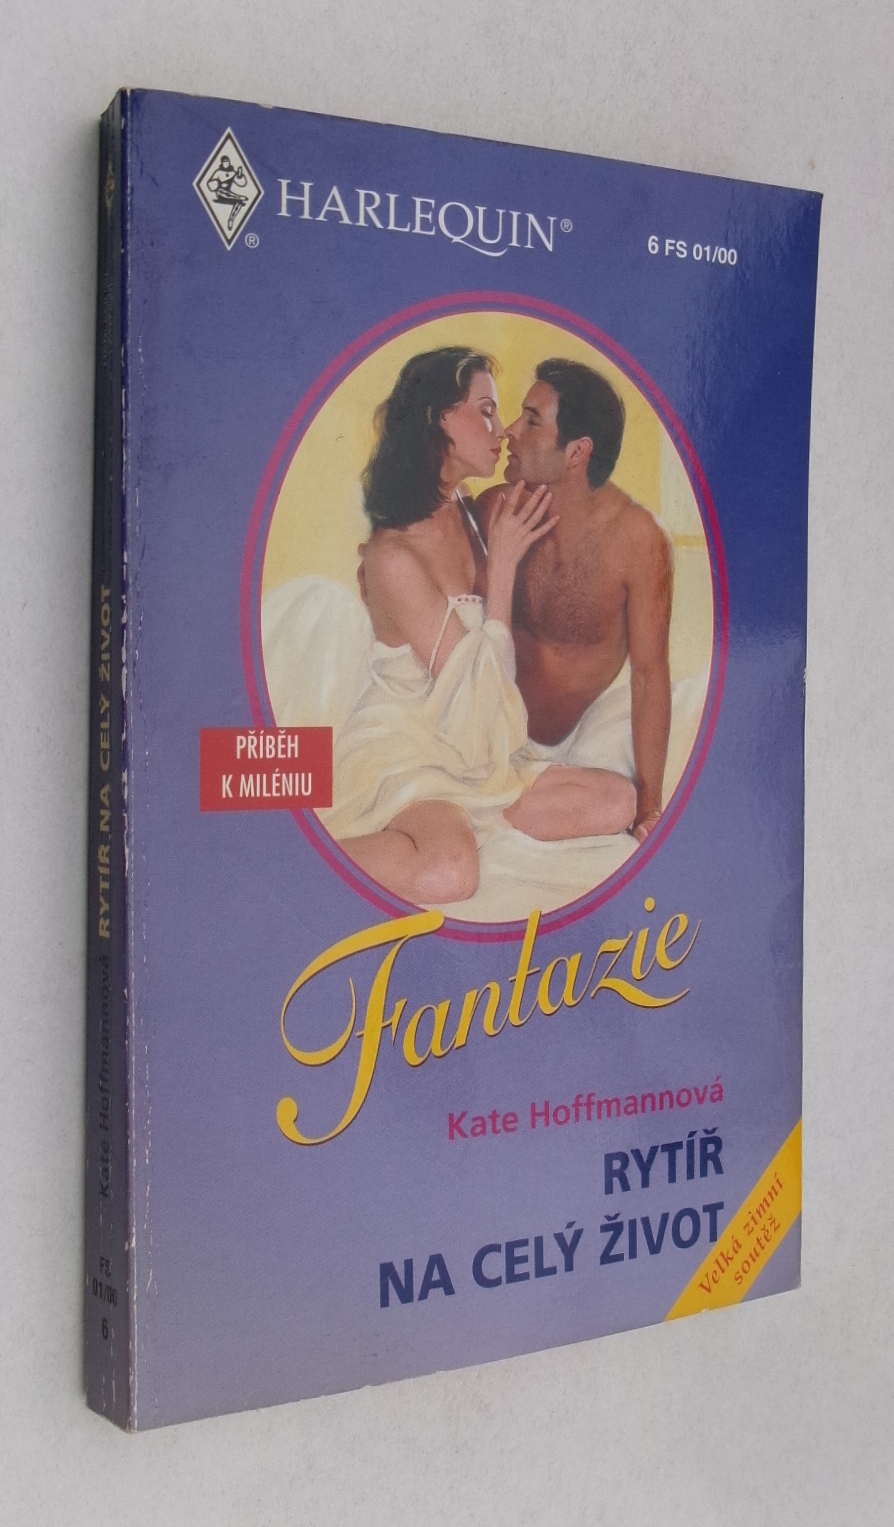 HARLEQUIN®
®
6 FS 01/00
PŘÍBĚH
K MILÉNIU
Fantazie
Kate Hoffmannová
RYTÍŘ
NA CELÝ ŽIVOT
Velká zimní
soutěž
Kate Hoffmannová RYTÍŘ NA CELÝ ŽIVOT
FS
01/00
6